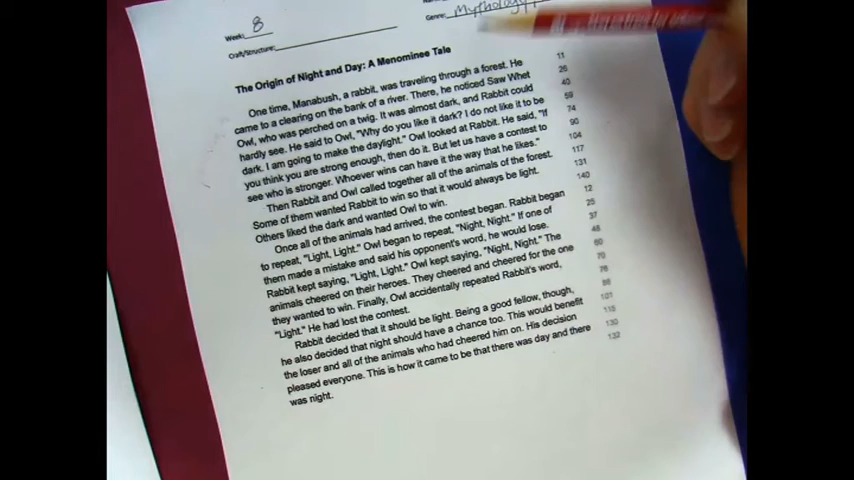 Week: 8
Genre: Mythology
Craft/Structure:
The Origin of Night and Day: A Menominee Tale
One time, Manabush, a rabbit, was traveling through a forest. He 11
came to a clearing on the bank of a river. There, he noticed Saw Whet 26
Owl, who was perched on a twig. It was almost dark, and Rabbit could 40
hardly see. He said to Owl, "Why do you like it dark? I do not like it to be 59
dark. I am going to make the daylight." Owl looked at Rabbit. He said, "If 74
you think you are strong enough, then do it. But let us have a contest to 90
see who is stronger. Whoever wins can have it the way that he likes." 104
Then Rabbit and Owl called together all of the animals of the forest. 117
Some of them wanted Rabbit to win so that it would always be light. 131
Others liked the dark and wanted Owl to win. 140
Once all of the animals had arrived, the contest began. Rabbit began 12
to repeat, "Light, Light." Owl began to repeat, "Night, Night." If one of 25
them made a mistake and said his opponent's word, he would lose. 37
Rabbit kept saying, "Light, Light." Owl kept saying, "Night, Night." The 48
animals cheered on their heroes. They cheered and cheered for the one 60
they wanted to win. Finally, Owl accidentally repeated Rabbit's word, 70
"Light." He had lost the contest. 76
Rabbit decided that it should be light. Being a good fellow, though, 88
he also decided that night should have a chance too. This would benefit 101
the loser and all of the animals who had cheered him on. His decision 115
pleased everyone. This is how it came to be that there was day and there 130
was night. 132